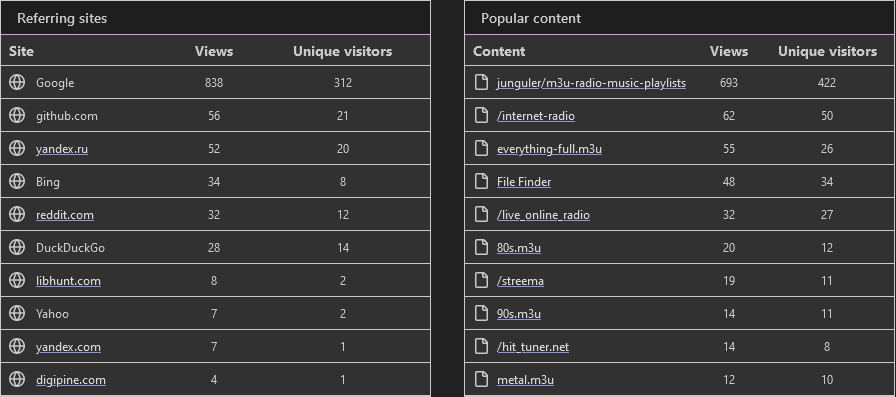 Referring sites
Site Views Unique visitors
Google 838 312
github.com 56 21
yandex.ru 52 20
Bing 34 8
reddit.com 32 12
DuckDuckGo 28 14
libhunt.com 8 2
Yahoo 7 2
yandex.com 7 1
digipine.com 4 1
Popular content
Content Views Unique visitors
junguler/m3u-radio-music-playlists 693 422
/internet-radio 62 50
everything-full.m3u 55 26
File Finder 48 34
/live_online_radio 32 27
80s.m3u 20 12
/streema 19 11
90s.m3u 14 11
/hit_tuner.net 14 8
metal.m3u 12 10